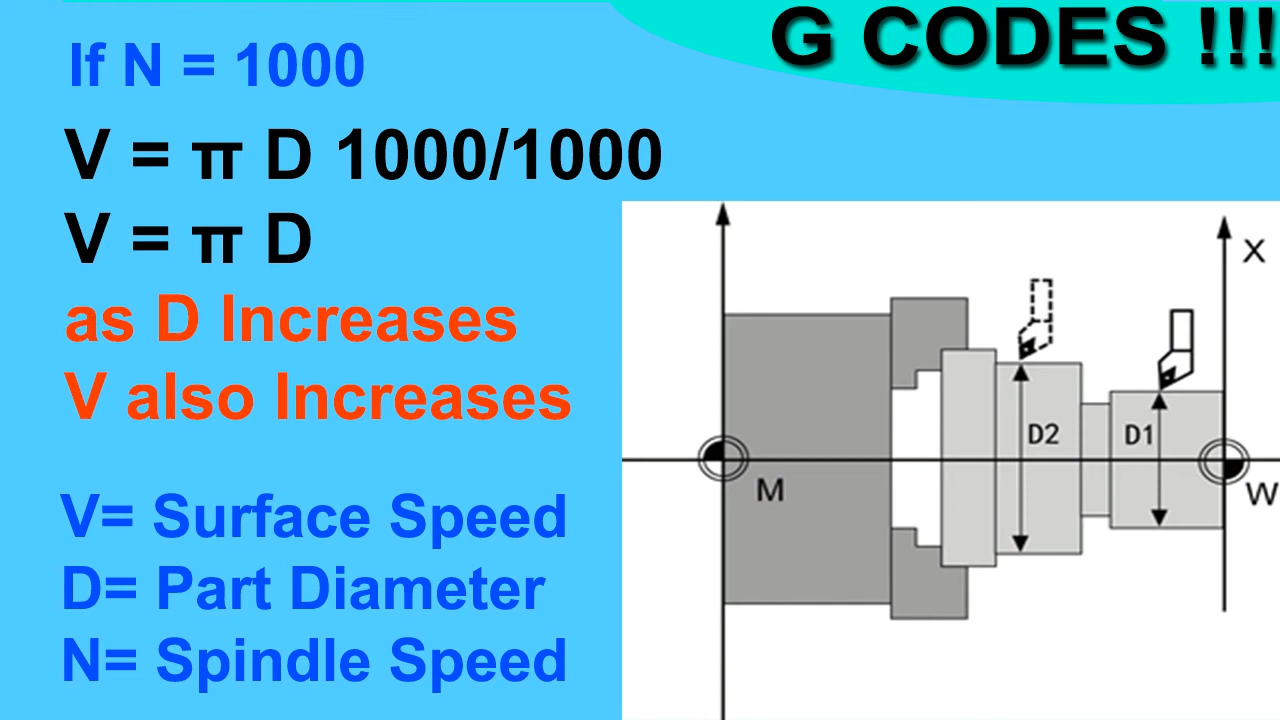 G CODES !!!
If N = 1000
V = π D 1000/1000
V = π D
as D Increases
V also Increases
V= Surface Speed
D= Part Diameter
N= Spindle Speed
X
D2
D1
M
W